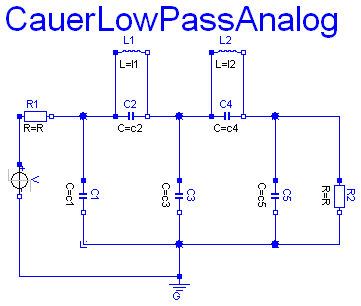 CauerLowPassAnalog
L1
L2
L=l1
L=l2
R1
C2
C4
R=R
C=c2
C=c4
C1
C=c1
C3
C=c3
C5
C=c5
R2
R=R
V
+
G